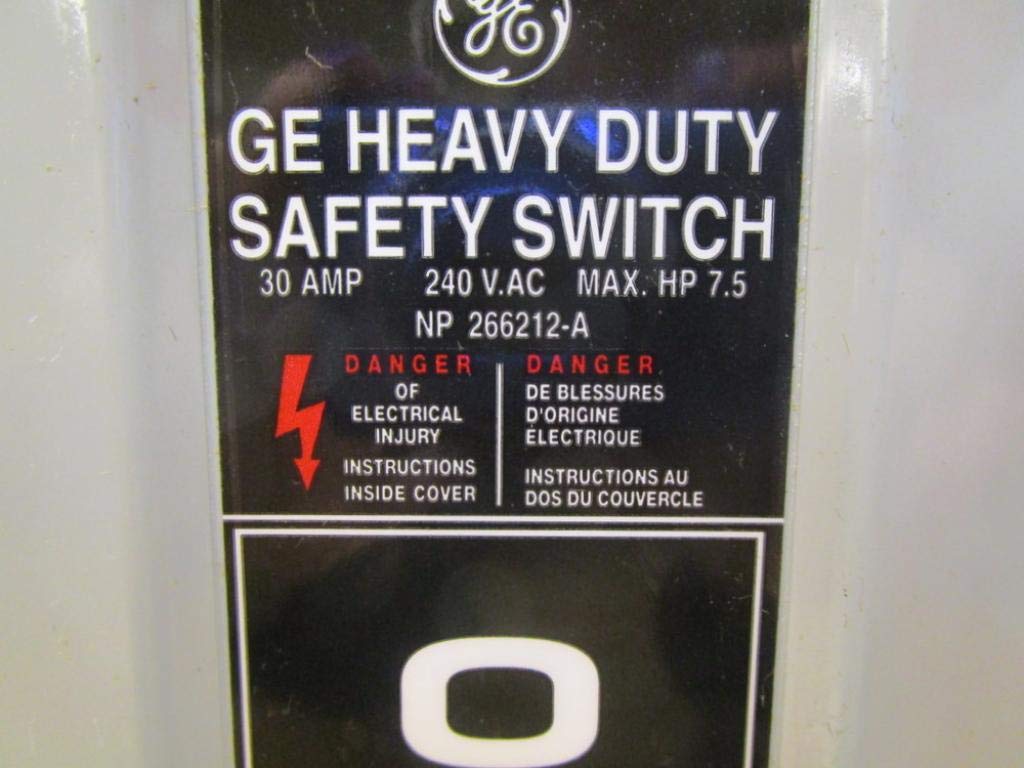 GE
GE HEAVY DUTY
SAFETY SWITCH
30 AMP 240 V.AC MAX. HP 7.5
NP 266212-A
DANGER
OF
ELECTRICAL
INJURY
INSTRUCTIONS
INSIDE COVER
DANGER
DE BLESSURES
D'ORIGINE
ÉLECTRIQUE
INSTRUCTIONS AU
DOS DU COUVERCLE
O